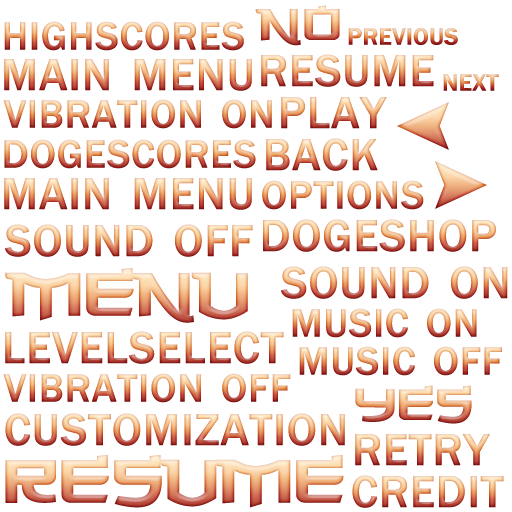 HIGHSCORES
NO
PREVIOUS
MAIN MENU
RESUME
NEXT
VIBRATION ON
PLAY
DOGESCORES
BACK
MAIN MENU
OPTIONS
SOUND OFF
DOGESHOP
MENU
SOUND ON
MUSIC ON
LEVELSELECT
MUSIC OFF
VIBRATION OFF
YES
CUSTOMIZATION
RETRY
RESUME
CREDIT